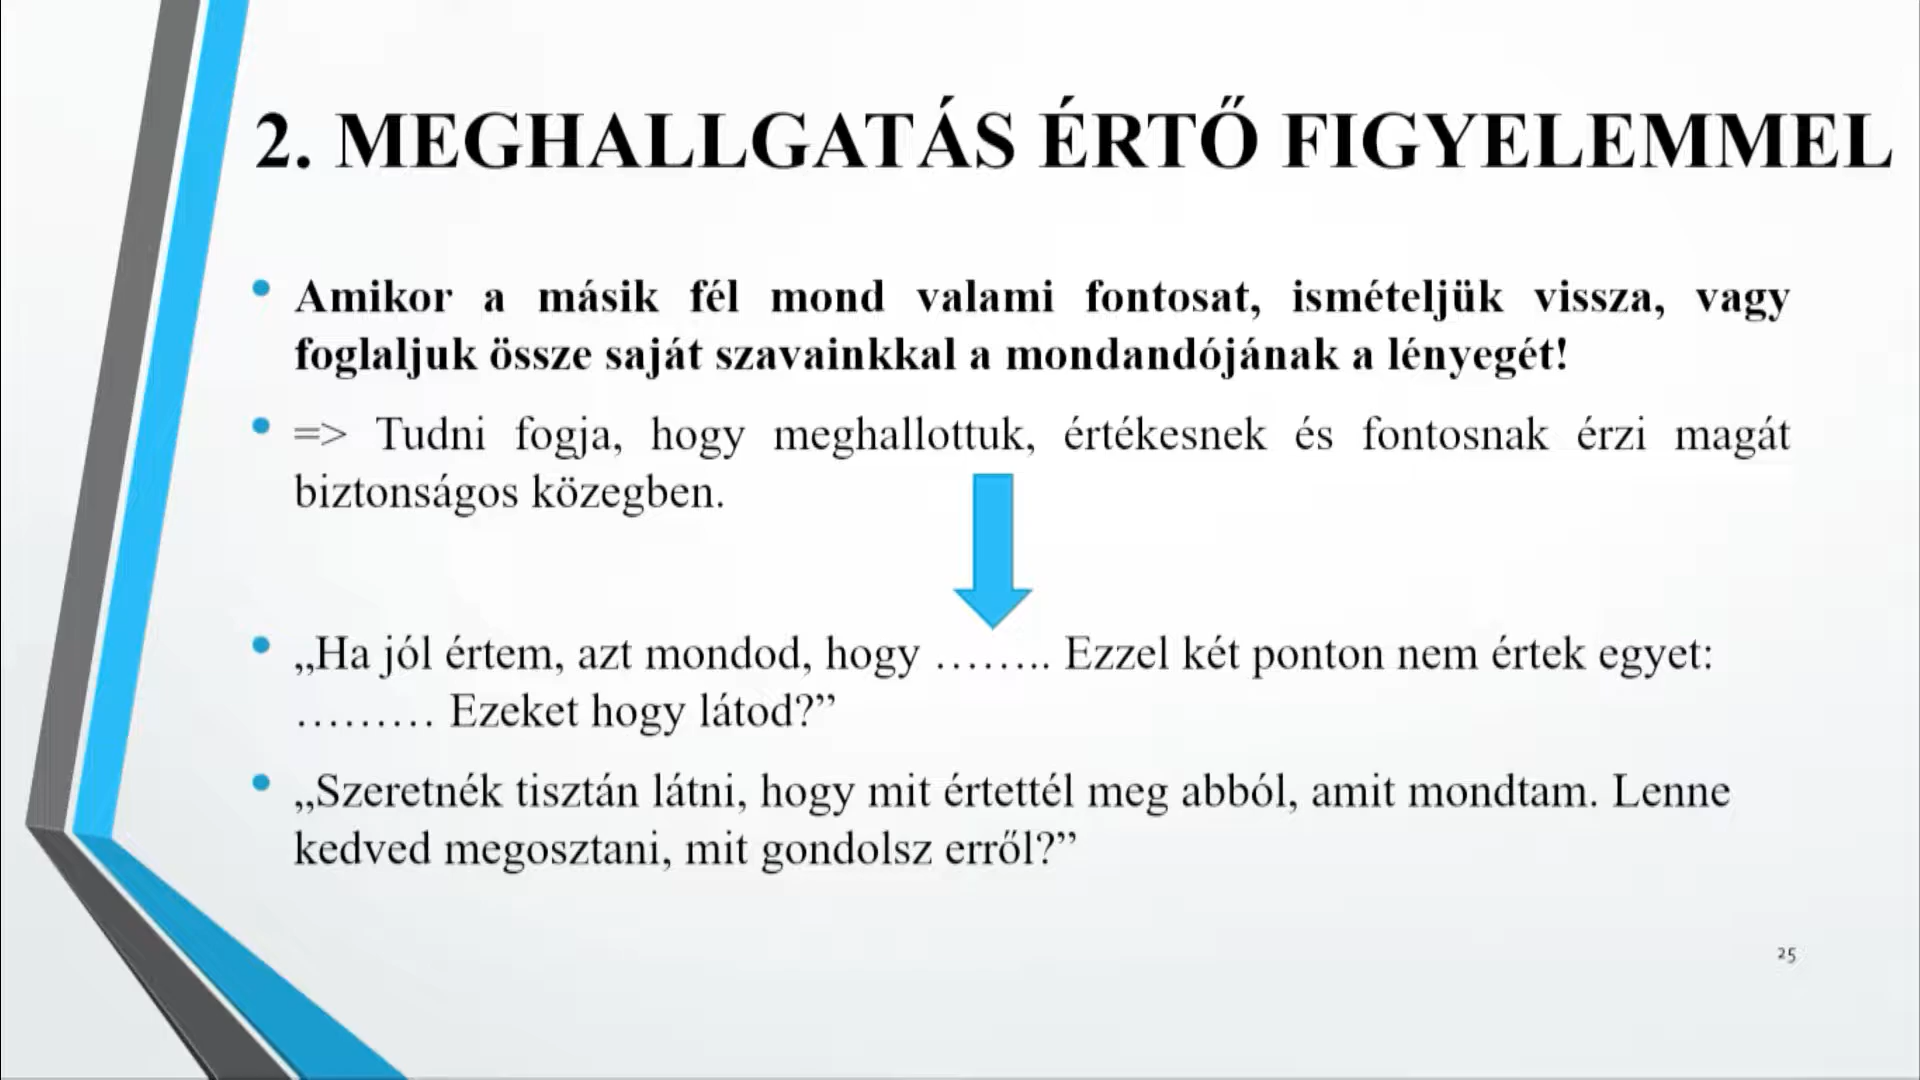 2. MEGHALLGATÁS ÉRTŐ FIGYELEMMEL
• Amikor a másik fél mond valami fontosat, ismételjük vissza, vagy
foglaljuk össze saját szavainkkal a mondandójának a lényegét!
• => Tudni fogja, hogy meghallottuk, értékesnek és fontosnak érzi magát
biztonságos közegben.
• „Ha jól értem, azt mondod, hogy …….. Ezzel két ponton nem értek egyet:
……… Ezeket hogy látod?”
• „Szeretnék tisztán látni, hogy mit értettél meg abból, amit mondtam. Lenne
kedved megosztani, mit gondolsz erről?”
25